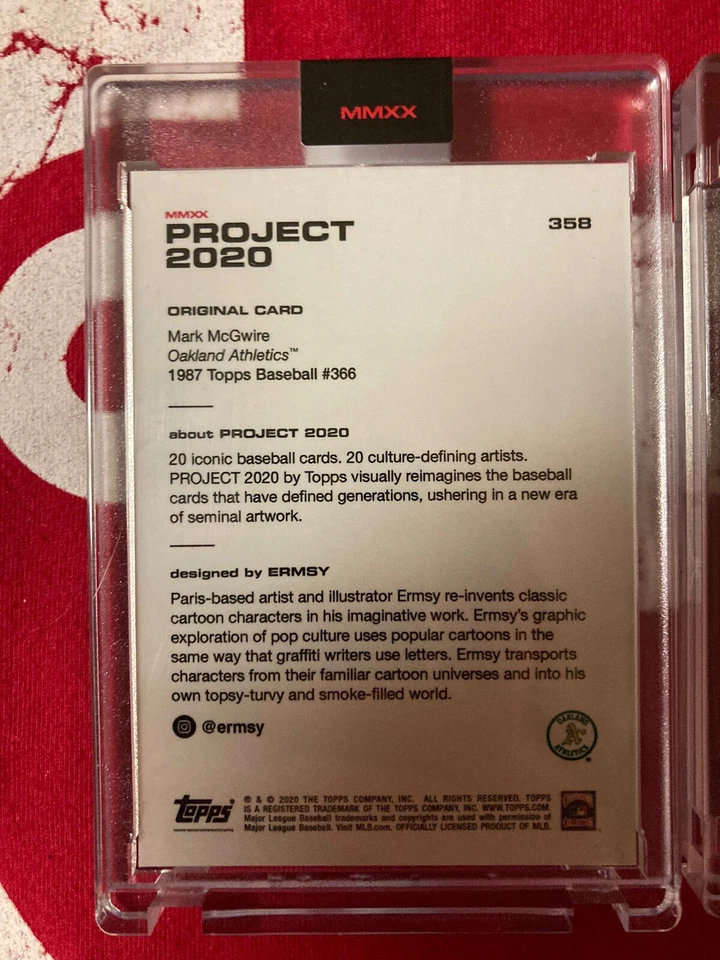 MMXX
MMXX
PROJECT 358
2020
ORIGINAL CARD
Mark McGwire
Oakland Athletics™
1987 Topps Baseball #366
about PROJECT 2020
20 iconic baseball cards. 20 culture-defining artists.
PROJECT 2020 by Topps visually reimagines the baseball
cards that have defined generations, ushering in a new era
of seminal artwork.
designed by ERMSY
Paris-based artist and illustrator Ermsy re-invents classic
cartoon characters in his imaginative work. Ermsy's graphic
exploration of pop culture uses popular cartoons in the
same way that graffiti writers use letters. Ermsy transports
characters from their familiar cartoon universes and into his
own topsy-turvy and smoke-filled world.
@ermsy
OAKLAND
A's
ATHLETICS
Topps
® & © 2020 THE TOPPS COMPANY, INC. ALL RIGHTS RESERVED. TOPPS
IS A REGISTERED TRADEMARK OF THE TOPPS COMPANY, INC. WWW.TOPPS.COM.
Major League Baseball trademarks and copyrights are used with permission of
Major League Baseball. Visit MLB.com. OFFICIALLY LICENSED PRODUCT OF MLB.